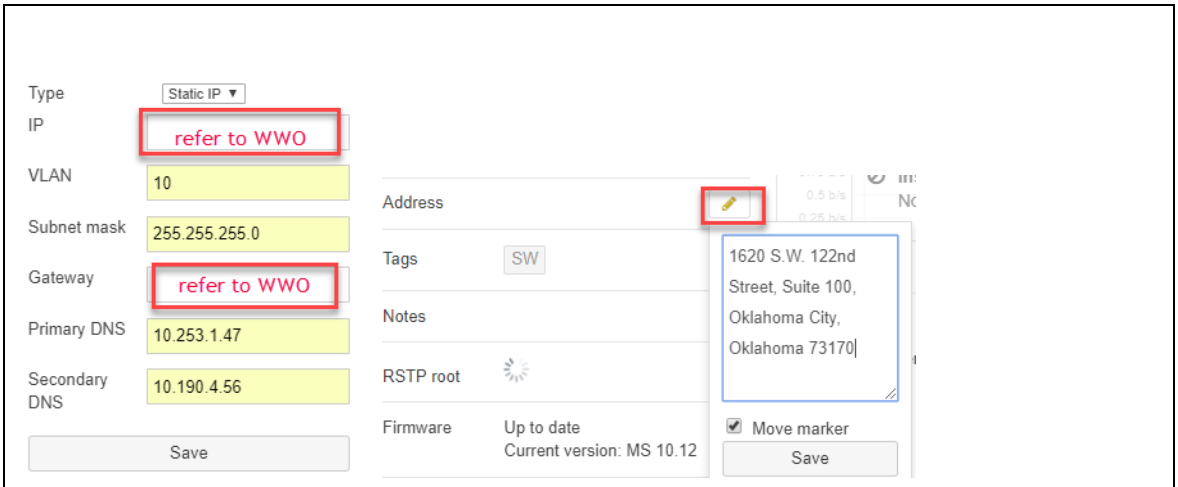 Type Static IP ▼
IP refer to WWO
VLAN 10
Subnet mask 255.255.255.0
Gateway refer to WWO
Primary DNS 10.253.1.47
Secondary
DNS 10.190.4.56
Save
Address
Tags SW
Notes
RSTP root
Firmware Up to date
Current version: MS 10.12
0.5 b/s
0.25 b/s
1620 S.W. 122nd
Street, Suite 100,
Oklahoma City,
Oklahoma 73170
Move marker
Save